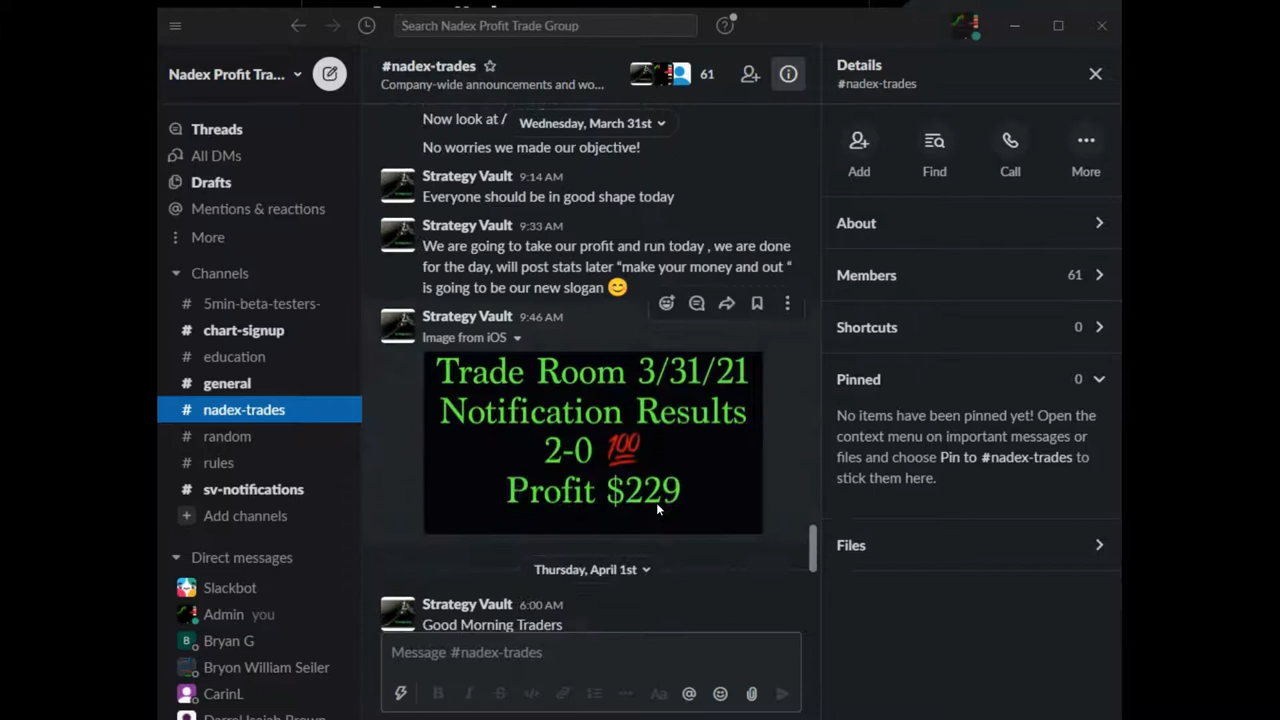 Search Nadex Profit Trade Group
Nadex Profit Tra...
Threads
All DMs
Drafts
Mentions & reactions
More
Channels
# 5min-beta-testers-
# chart-signup
# education
# general
# nadex-trades
# random
# rules
# sv-notifications
Add channels
Direct messages
Slackbot
Admin you
B Bryan G
Bryon William Seiler
CarinL
#nadex-trades
Company-wide announcements and wo...
61
Now look at /
Wednesday, March 31st
No worries we made our objective!
Strategy Vault 9:14 AM
Everyone should be in good shape today
Strategy Vault 9:33 AM
We are going to take our profit and run today , we are done
for the day, will post stats later “make your money and out “
is going to be our new slogan 😊
Strategy Vault 9:46 AM
Image from iOS
Trade Room 3/31/21
Notification Results
2-0 💯
Profit $229
Thursday, April 1st
Strategy Vault 6:00 AM
Good Morning Traders
Message #nadex-trades
Details
#nadex-trades
Add
Find
Call
More
About
Members 61
Shortcuts 0
Pinned 0
No items have been pinned yet! Open the
context menu on important messages or
files and choose Pin to #nadex-trades to
stick them here.
Files